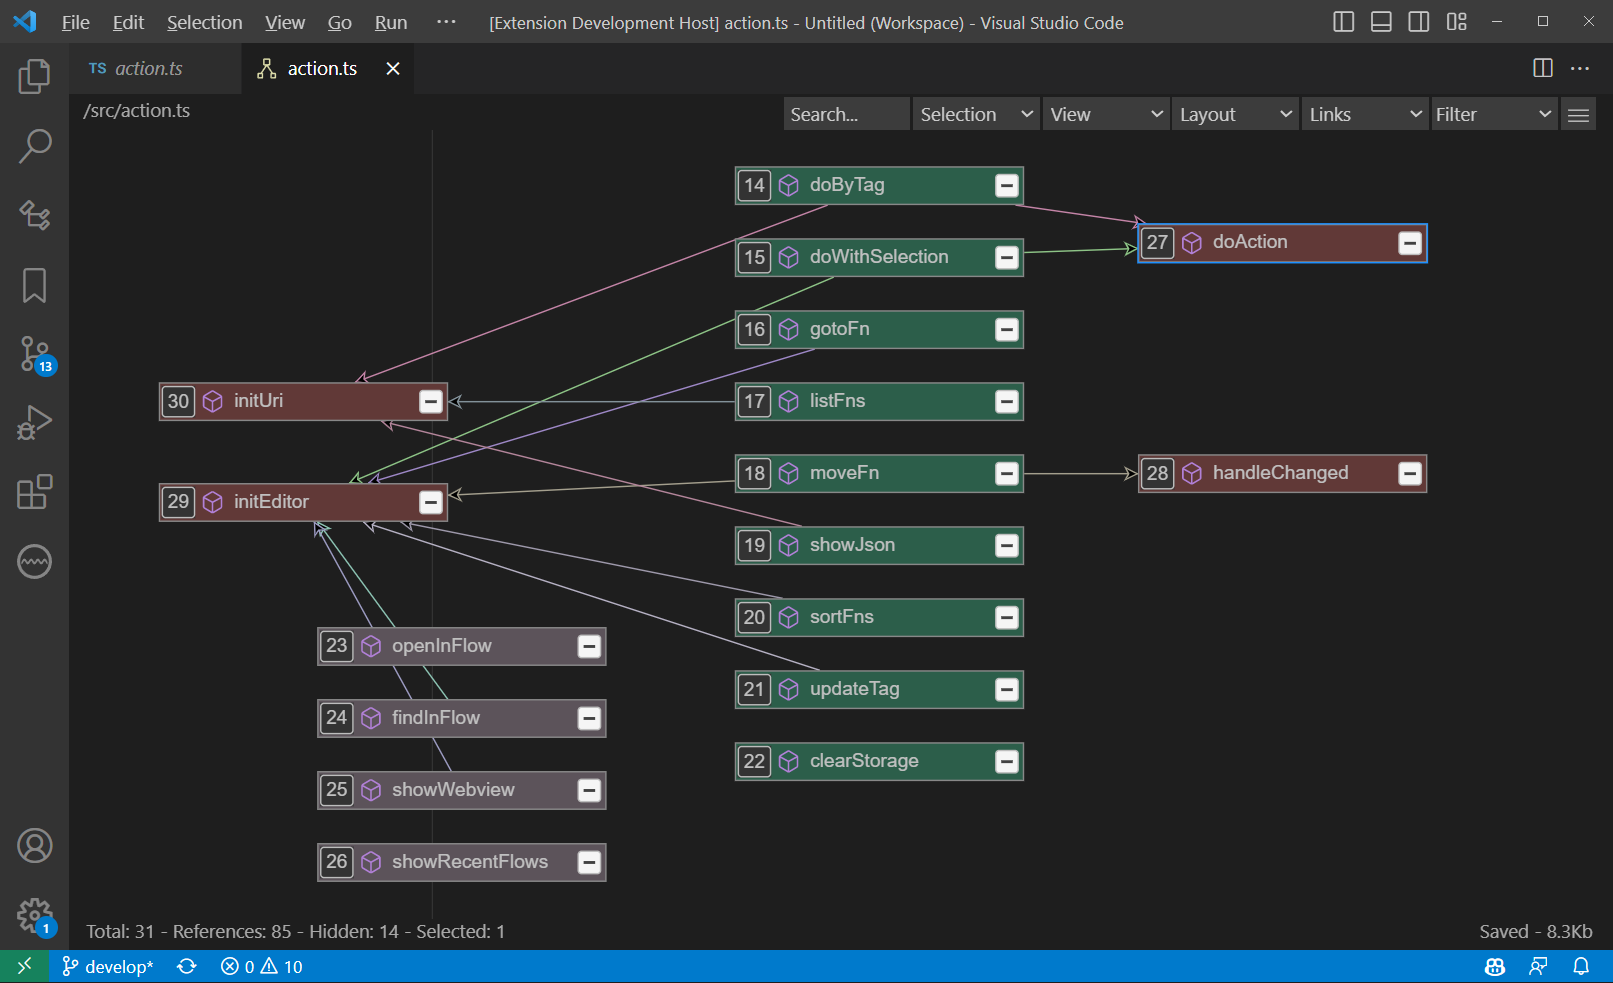 File Edit Selection View Go Run ··· [Extension Development Host] action.ts - Untitled (Workspace) - Visual Studio Code
TS action.ts action.ts
/src/action.ts
Search... Selection View Layout Links Filter
14 doByTag
27 doAction
15 doWithSelection
16 gotoFn
30 initUri
17 listFns
18 moveFn
28 handleChanged
29 initEditor
19 showJson
20 sortFns
23 openInFlow
21 updateTag
24 findInFlow
22 clearStorage
25 showWebview
26 showRecentFlows
13
1
Total: 31 - References: 85 - Hidden: 14 - Selected: 1
Saved - 8.3Kb
develop* 0 10